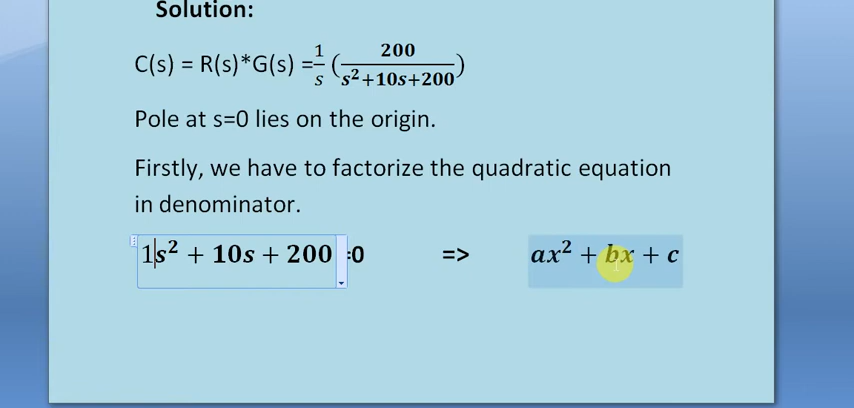 Solution:
C(s) = R(s)*G(s) = 1/s (200/(s²+10s+200))
Pole at s=0 lies on the origin.
Firstly, we have to factorize the quadratic equation
in denominator.
1s² + 10s + 200 =0 => ax² + bx + c